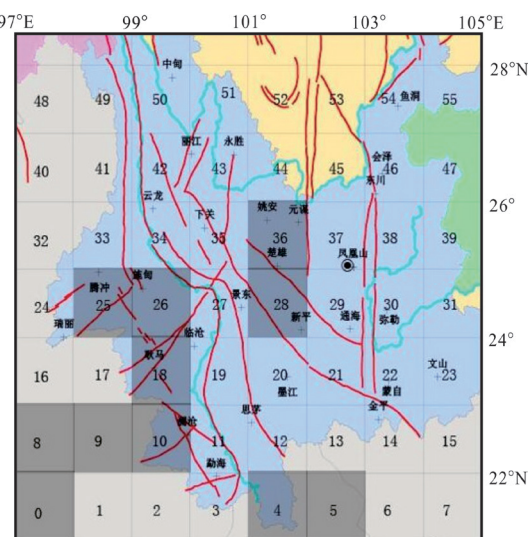 97°E 99° 101° 103° 105°E
中甸 28°N
48 49 50 51 52 53 54 鱼洞 55
丽江 永胜 会泽
40 41 42 43 44 45 46 47
东川
云龙 下关 姚安 元谋 26°
32 33 34 35 36 37 38 39
楚雄 凤凰山
腾冲 施甸 景东
24 25 26 27 28 29 30 31
瑞丽 临沧 新平 通海 弥勒 24°
耿马 文山
16 17 18 19 20 21 22 23
墨江 蒙自
澜沧 思茅 金平
8 9 10 11 12 13 14 15
勐海 22°N
0 1 2 3 4 5 6 7